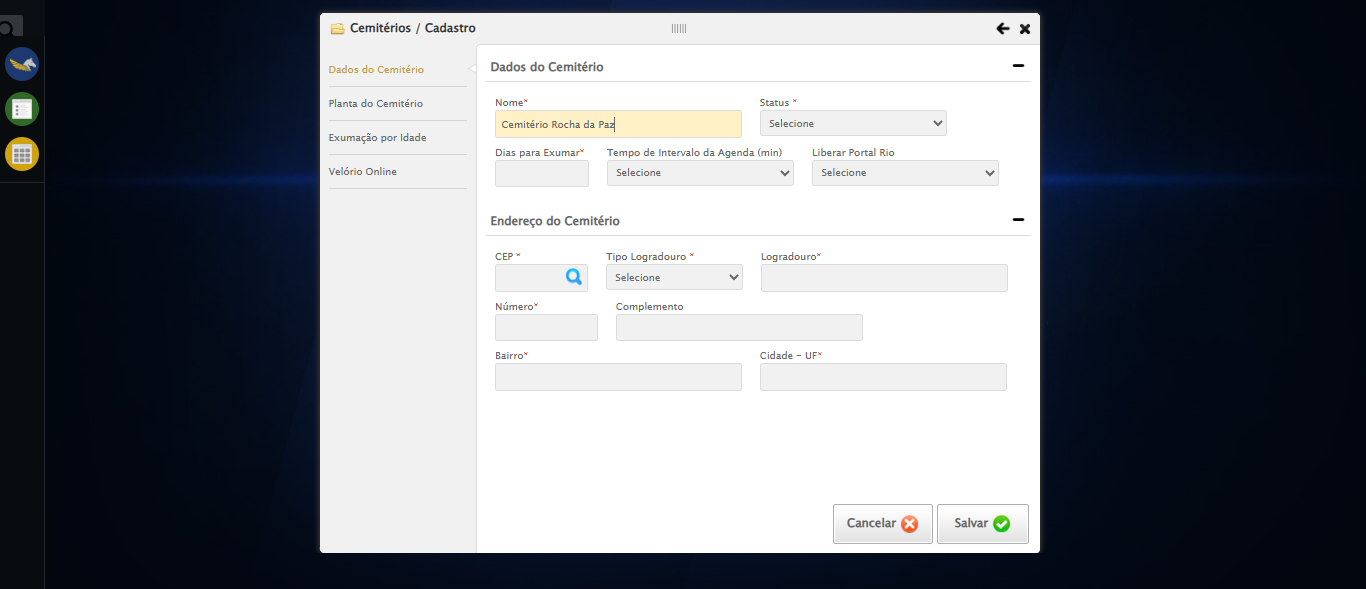 Cemitérios / Cadastro
Dados do Cemitério
Planta do Cemitério
Exumação por Idade
Velório Online
Dados do Cemitério
Nome* Status *
Cemitério Rocha da Paz Selecione
Dias para Exumar* Tempo de Intervalo da Agenda (min) Liberar Portal Rio
Selecione Selecione
Endereço do Cemitério
CEP * Tipo Logradouro * Logradouro*
Selecione
Número* Complemento
Bairro* Cidade - UF*
Cancelar Salvar